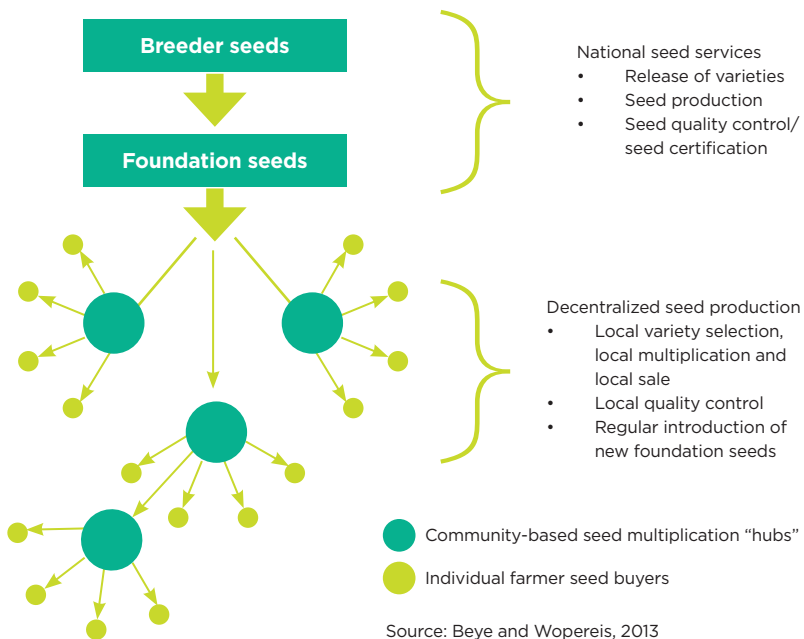 Breeder seeds
Foundation seeds
National seed services
• Release of varieties
• Seed production
• Seed quality control/
seed certification
Decentralized seed production
• Local variety selection,
local multiplication and
local sale
• Local quality control
• Regular introduction of
new foundation seeds
Community-based seed multiplication “hubs”
Individual farmer seed buyers
Source: Beye and Wopereis, 2013